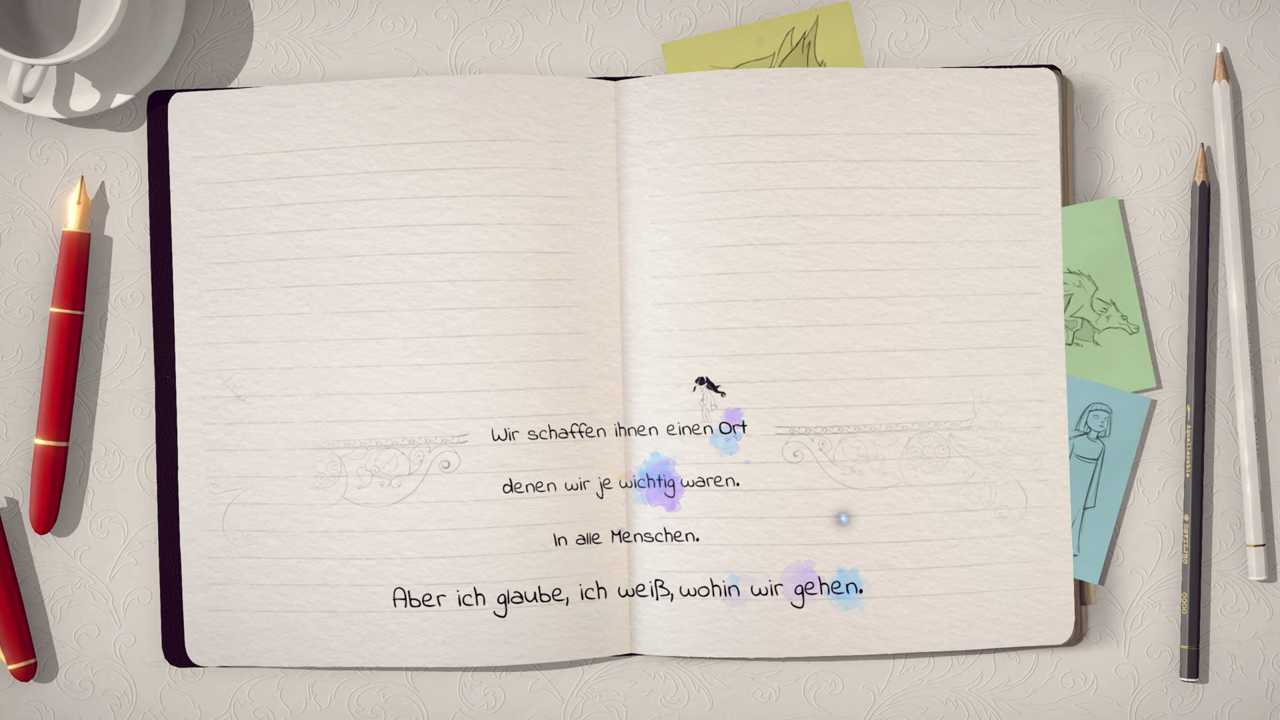 Wir schaffen ihnen einen Ort
denen wir je wichtig waren.
In alle Menschen.
Aber ich glaube, ich weiß, wohin wir gehen.